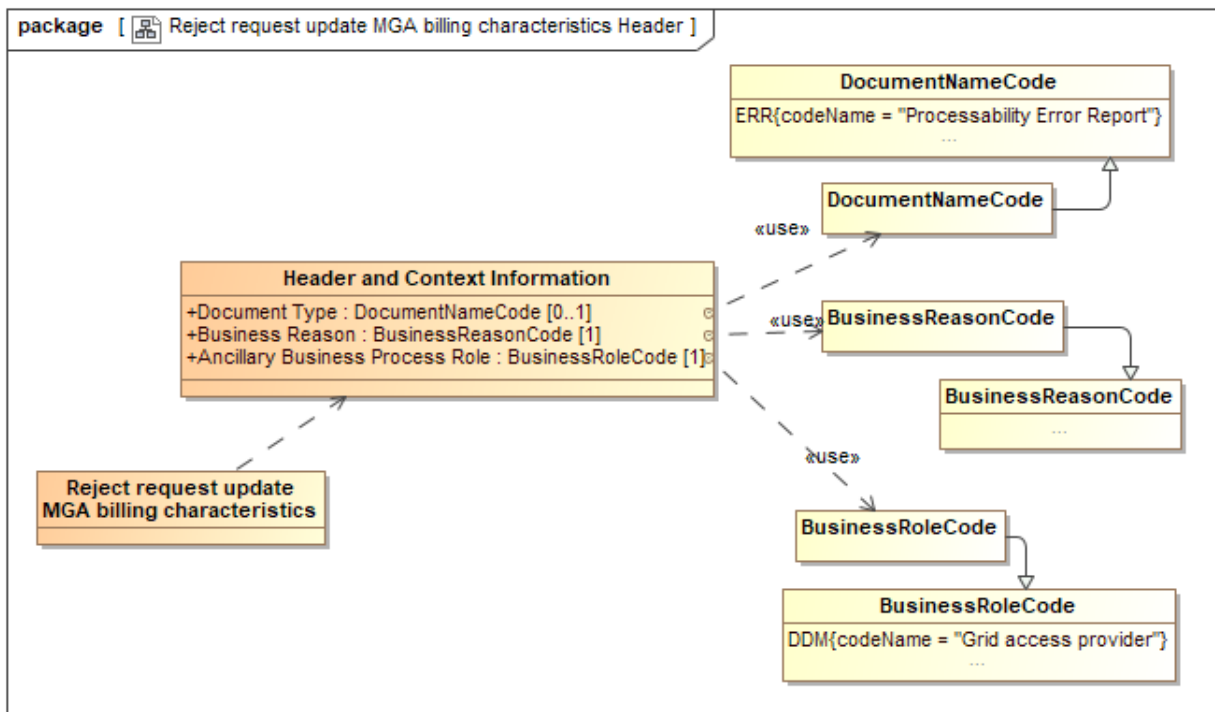 package [ Reject request update MGA billing characteristics Header ]
DocumentNameCode
ERR{codeName = "Processability Error Report"}
...
DocumentNameCode
«use»
Header and Context Information
+Document Type : DocumentNameCode [0..1]
+Business Reason : BusinessReasonCode [1]
+Ancillary Business Process Role : BusinessRoleCode [1]
«use»
BusinessReasonCode
BusinessReasonCode
...
«use»
Reject request update
MGA billing characteristics
BusinessRoleCode
BusinessRoleCode
DDM{codeName = "Grid access provider"}
...